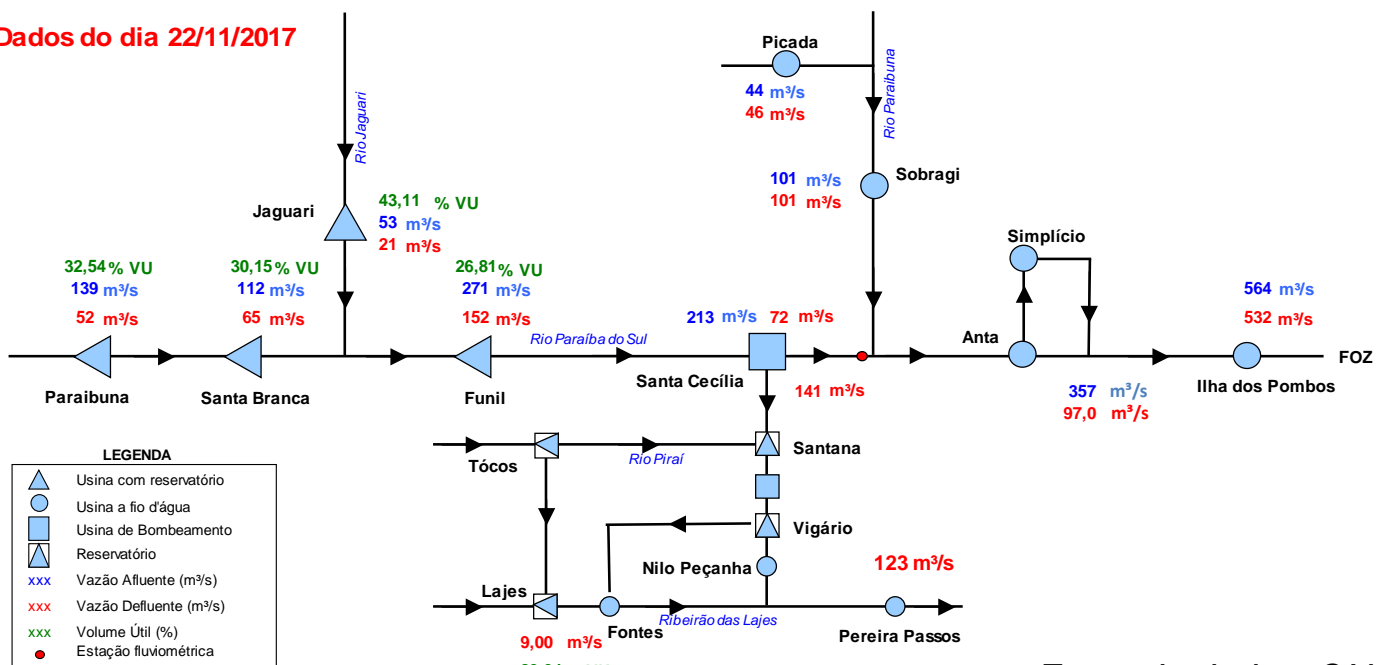 Dados do dia 22/11/2017
Picada
44 m³/s
46 m³/s
Rio Paraibuna
Rio Jaguari
Jaguari
43,11 % VU
53 m³/s
21 m³/s
101 m³/s
101 m³/s
Sobragi
Simplício
32,54 % VU
139 m³/s
52 m³/s
Paraibuna
30,15 % VU
112 m³/s
65 m³/s
Santa Branca
26,81 % VU
271 m³/s
152 m³/s
Funil
Rio Paraíba do Sul
213 m³/s 72 m³/s
Santa Cecília
141 m³/s
Anta
357 m³/s
97,0 m³/s
564 m³/s
532 m³/s
Ilha dos Pombos
FOZ
Tócos
Rio Piraí
Santana
Vigário
Nilo Peçanha
123 m³/s
Lajes
9,00 m³/s
Fontes
Ribeirão das Lajes
Pereira Passos
LEGENDA
Usina com reservatório
Usina a fio d'água
Usina de Bombeamento
Reservatório
xxx Vazão Afluente (m³/s)
xxx Vazão Defluente (m³/s)
xxx Volume Útil (%)
Estação fluviométrica